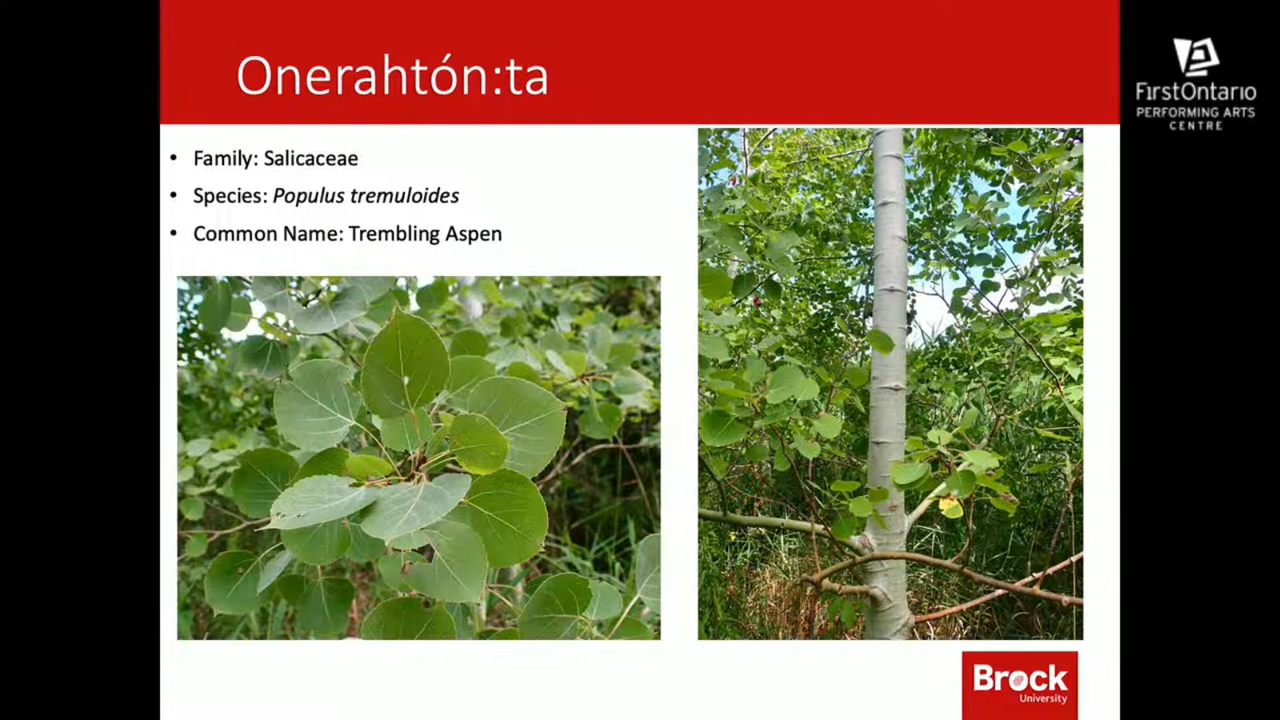 Onerahtón:ta
• Family: Salicaceae
• Species: Populus tremuloides
• Common Name: Trembling Aspen
FirstOntario
PERFORMING ARTS
CENTRE
Brock
University